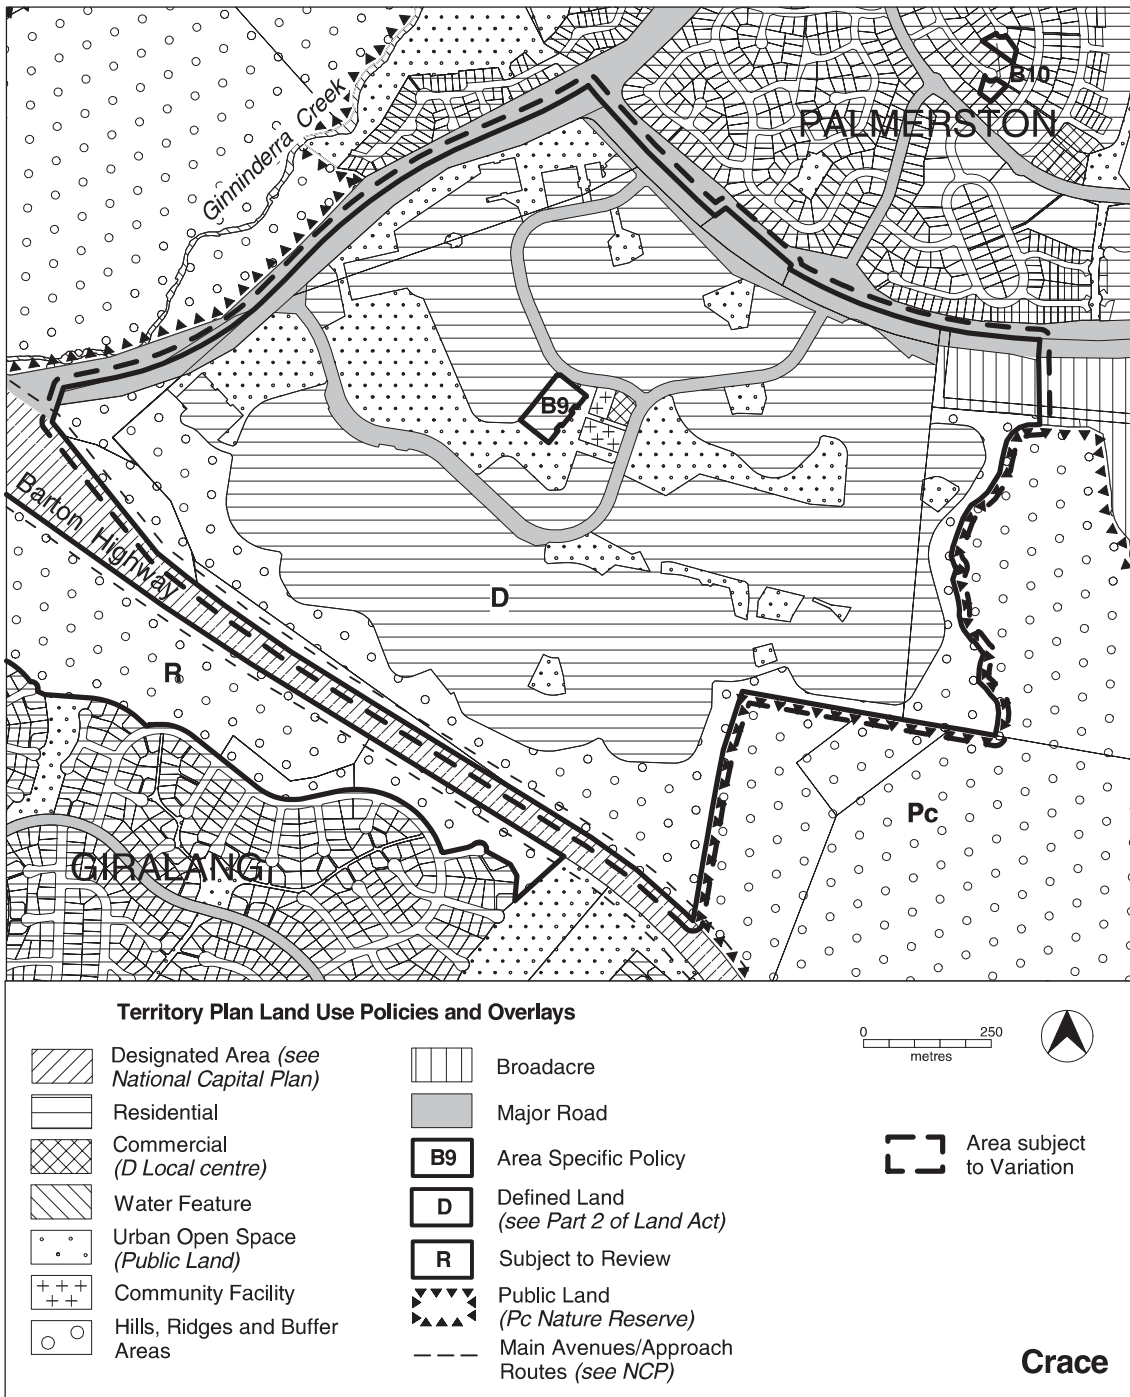 B10
PALMERSTON
Ginninderra Creek
B9
Barton Highway
D
R
Pc
GIRALANG
Territory Plan Land Use Policies and Overlays
Designated Area (see
National Capital Plan)
Residential
Commercial
(D Local centre)
Water Feature
Urban Open Space
(Public Land)
Community Facility
Hills, Ridges and Buffer
Areas
Broadacre
Major Road
B9 Area Specific Policy
D Defined Land
(see Part 2 of Land Act)
R Subject to Review
Public Land
(Pc Nature Reserve)
Main Avenues/Approach
Routes (see NCP)
0 250
metres
Area subject
to Variation
Crace